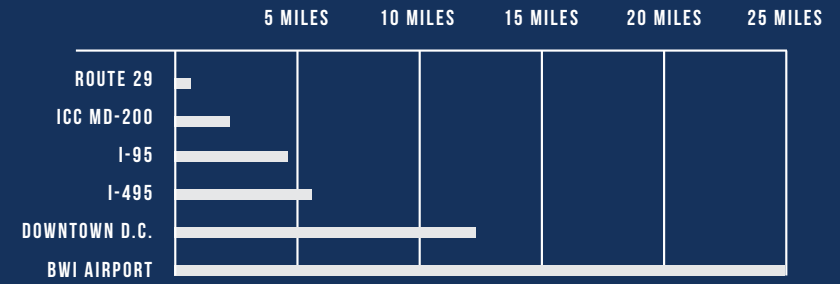 5 MILES 10 MILES 15 MILES 20 MILES 25 MILES
ROUTE 29
ICC MD-200
I-95
I-495
DOWNTOWN D.C.
BWI AIRPORT